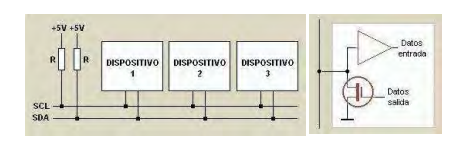 +5V +5V
R R
DISPOSITIVO 1
DISPOSITIVO 2
DISPOSITIVO 3
SCL
SDA
Datos entrada
Datos salida